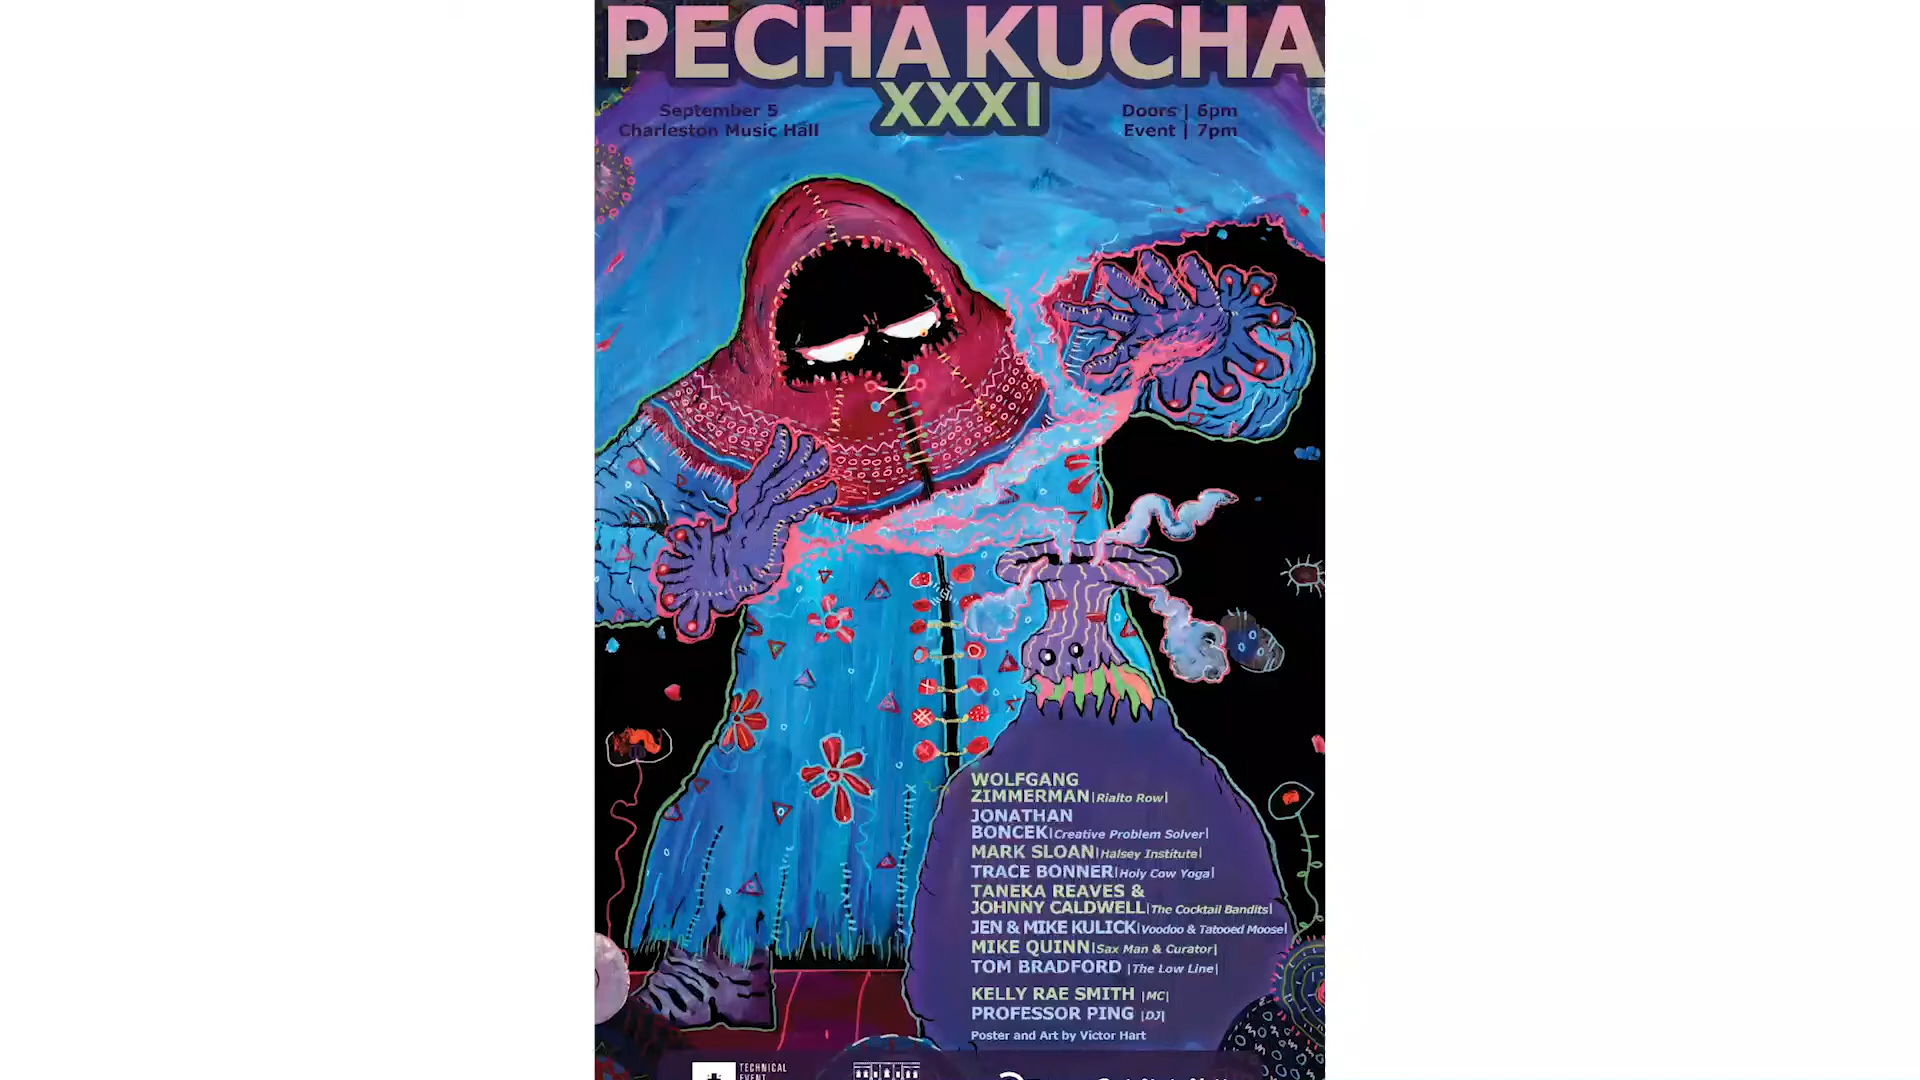 PECHA KUCHA
XXXI
September 5
Charleston Music Hall
Doors | 6pm
Event | 7pm
WOLFGANG
ZIMMERMAN |Rialto Row|
JONATHAN
BONCEK |Creative Problem Solver|
MARK SLOAN |Halsey Institute|
TRACE BONNER |Holy Cow Yoga|
TANEKA REAVES &
JOHNNY CALDWELL |The Cocktail Bandits|
JEN & MIKE KULICK |Voodoo & Tatooed Moose|
MIKE QUINN |Sax Man & Curator|
TOM BRADFORD |The Low Line|
KELLY RAE SMITH |MC|
PROFESSOR PING |DJ|
Poster and Art by Victor Hart
TECHNICAL
EVENT